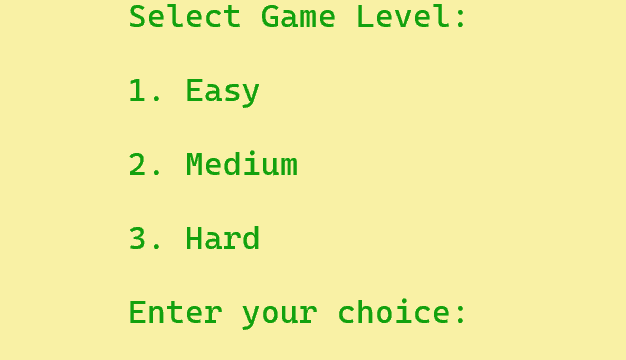 Select Game Level:
1. Easy
2. Medium
3. Hard
Enter your choice: